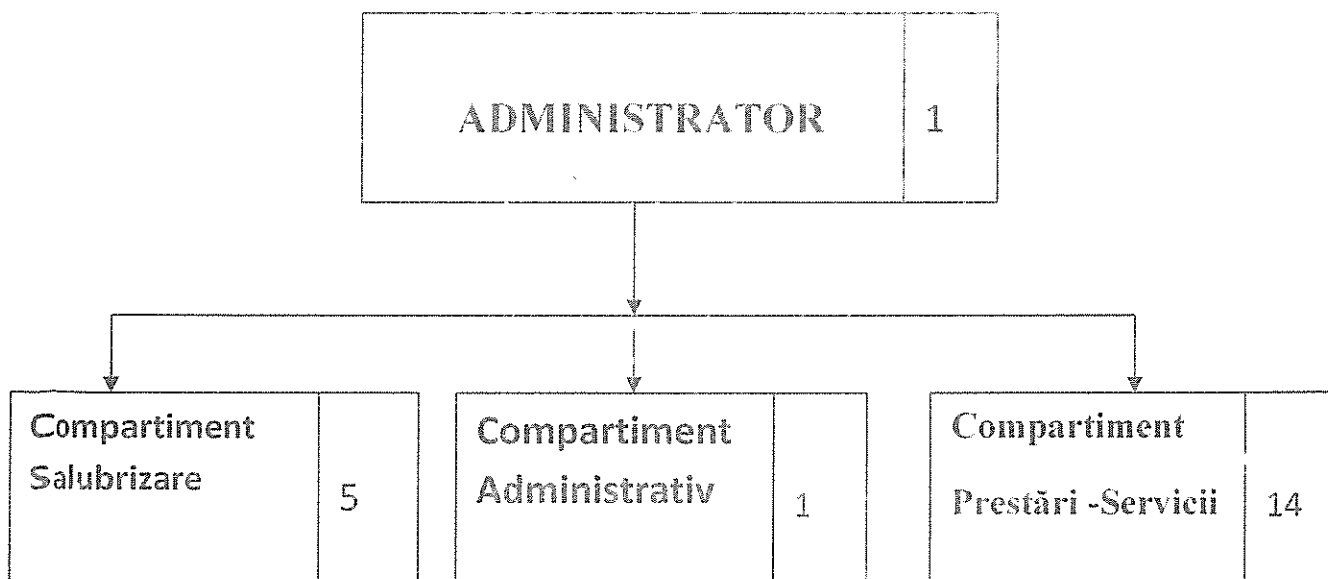 ADMINISTRATOR 1
Compartiment
Salubrizare
5
Compartiment
Administrativ
1
Compartiment
Prestări -Servicii 14